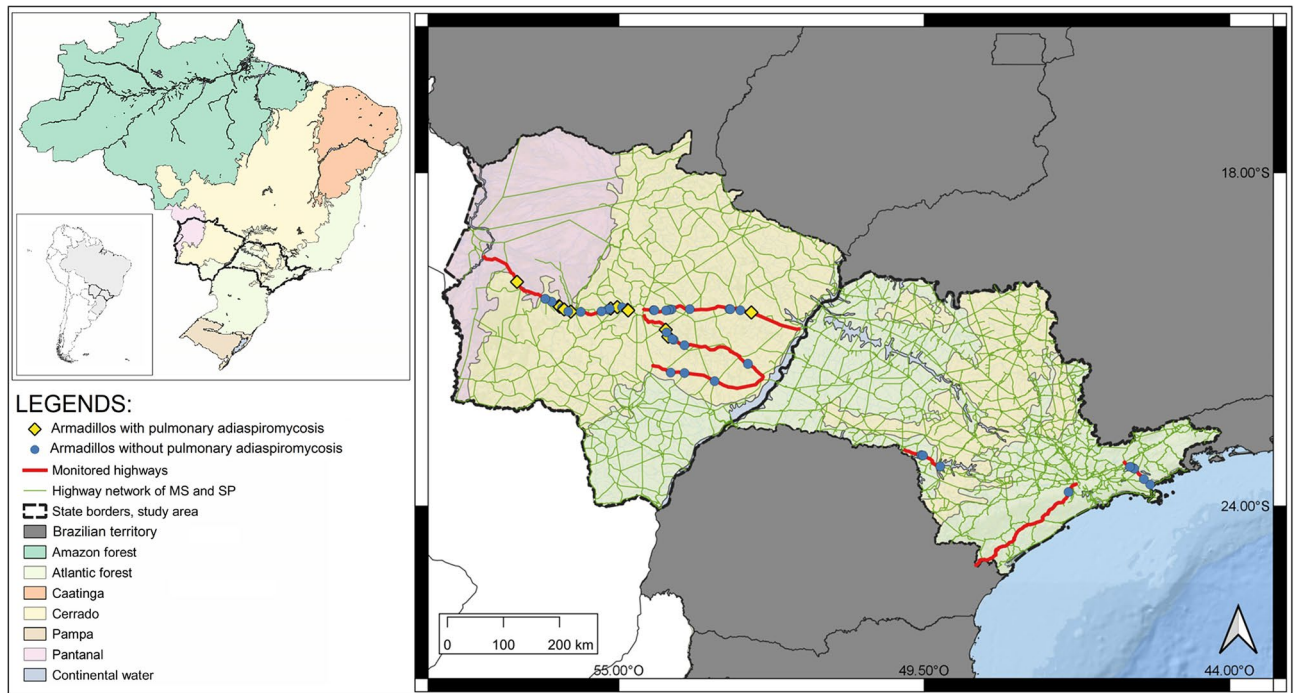 LEGENDS:
Armadillos with pulmonary adiaspiromycosis
Armadillos without pulmonary adiaspiromycosis
Monitored highways
Highway network of MS and SP
State borders, study area
Brazilian territory
Amazon forest
Atlantic forest
Caatinga
Cerrado
Pampa
Pantanal
Continental water
18.00°S
24.00°S
0 100 200 km
55.00°O 49.50°O 44.00°O